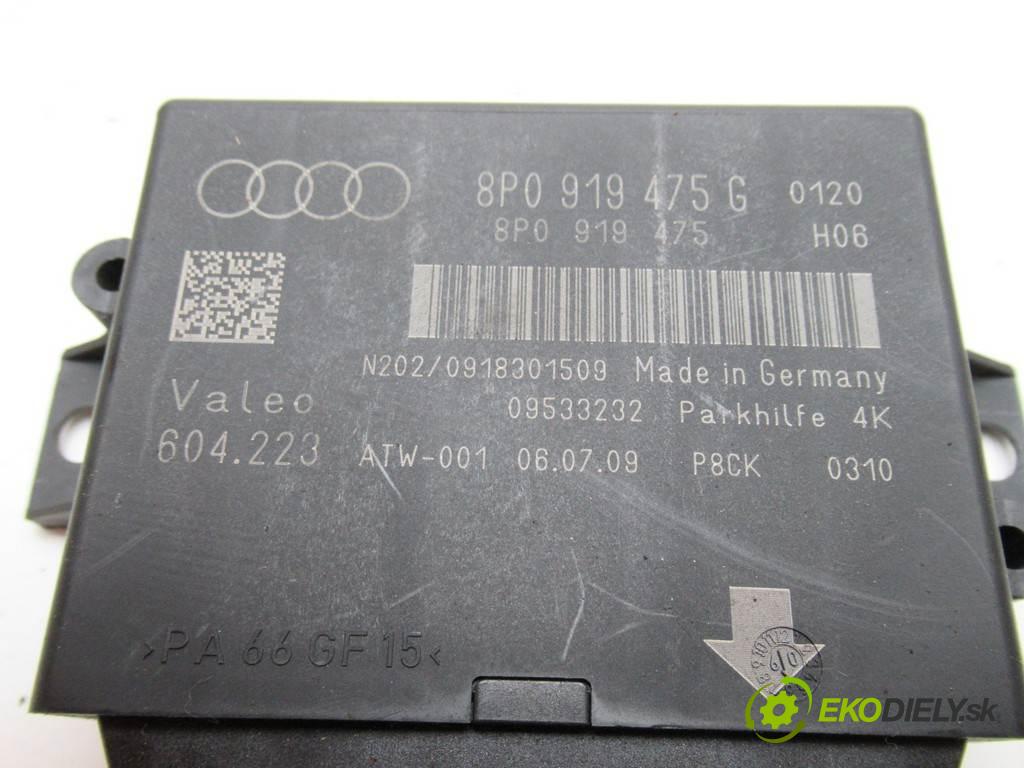 8P0 919 475 G 0120
8P0 919 475 H06
N202/0918301509 Made in Germany
Valeo 09533232 Parkhilfe 4K
604.223 ATW-001 06.07.09 P8CK 0310
>PA 66 GF 15<
EKODIELY.sk